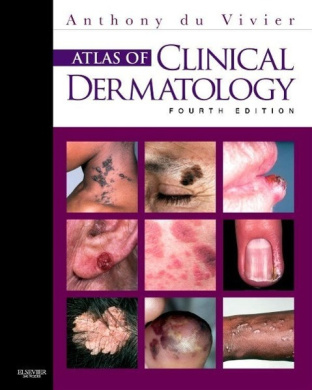 Anthony du Vivier
ATLAS OF CLINICAL
DERMATOLOGY
FOURTH EDITION
ELSEVIER
SAUNDERS